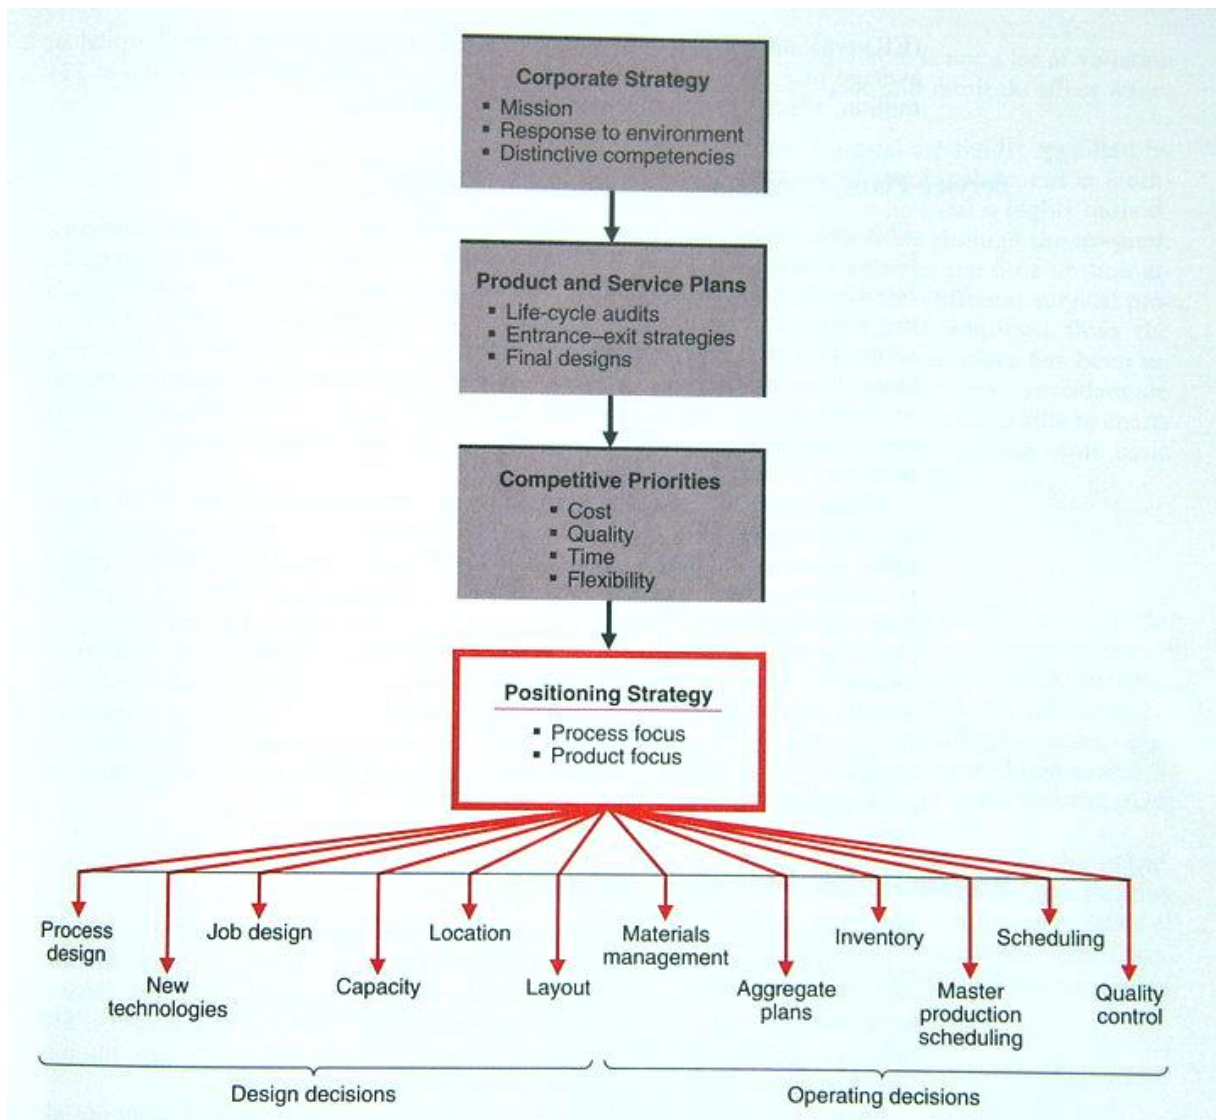 Corporate Strategy
▪ Mission
▪ Response to environment
▪ Distinctive competencies
Product and Service Plans
▪ Life-cycle audits
▪ Entrance–exit strategies
▪ Final designs
Competitive Priorities
▪ Cost
▪ Quality
▪ Time
▪ Flexibility
Positioning Strategy
▪ Process focus
▪ Product focus
Process
design
New
technologies
Job design
Capacity
Location
Layout
Materials
management
Aggregate
plans
Inventory
Master
production
scheduling
Scheduling
Quality
control
Design decisions
Operating decisions